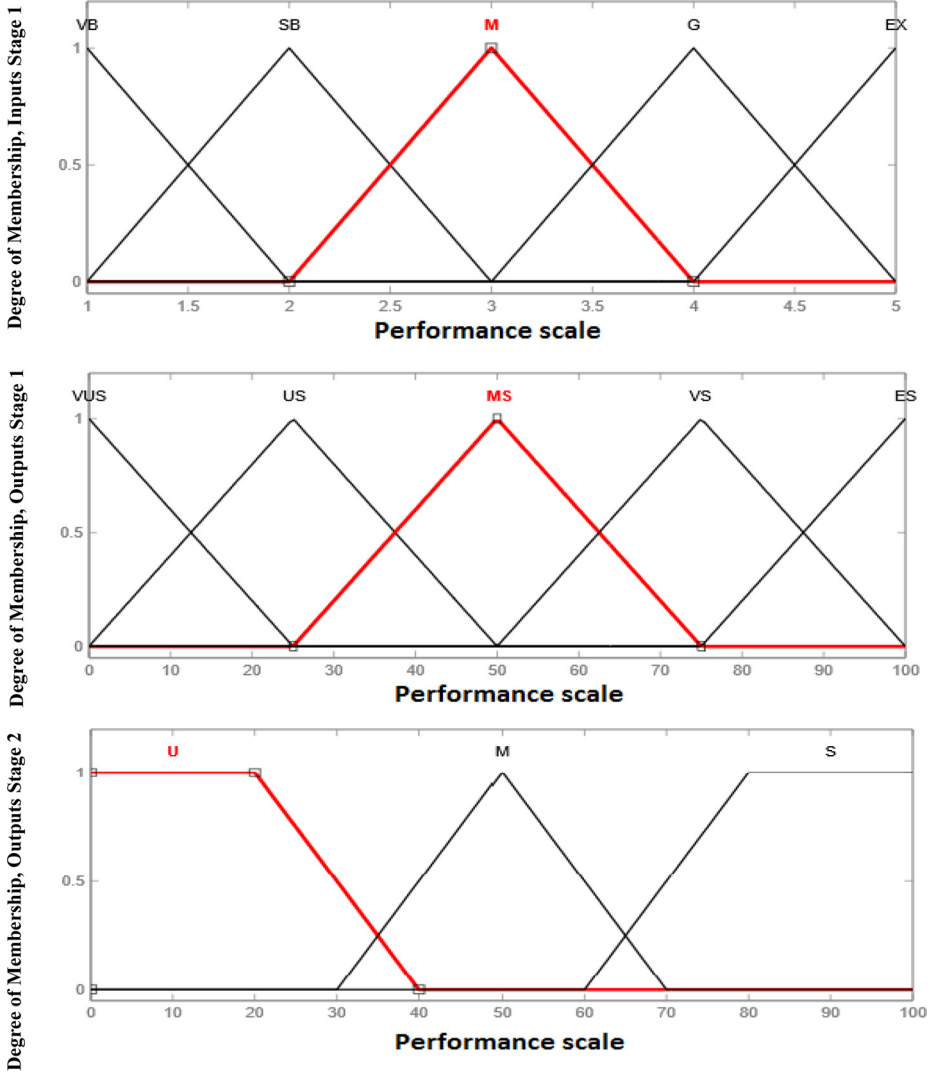 Degree of Membership, Inputs Stage 1
VB SB M G EX
1
0.5
0
1 1.5 2 2.5 3 3.5 4 4.5 5
Performance scale
Degree of Membership, Outputs Stage 1
VUS US MS VS ES
1
0.5
0
0 10 20 30 40 50 60 70 80 90 100
Performance scale
Degree of Membership, Outputs Stage 2
U M S
1
0.5
0
0 10 20 30 40 50 60 70 80 90 100
Performance scale